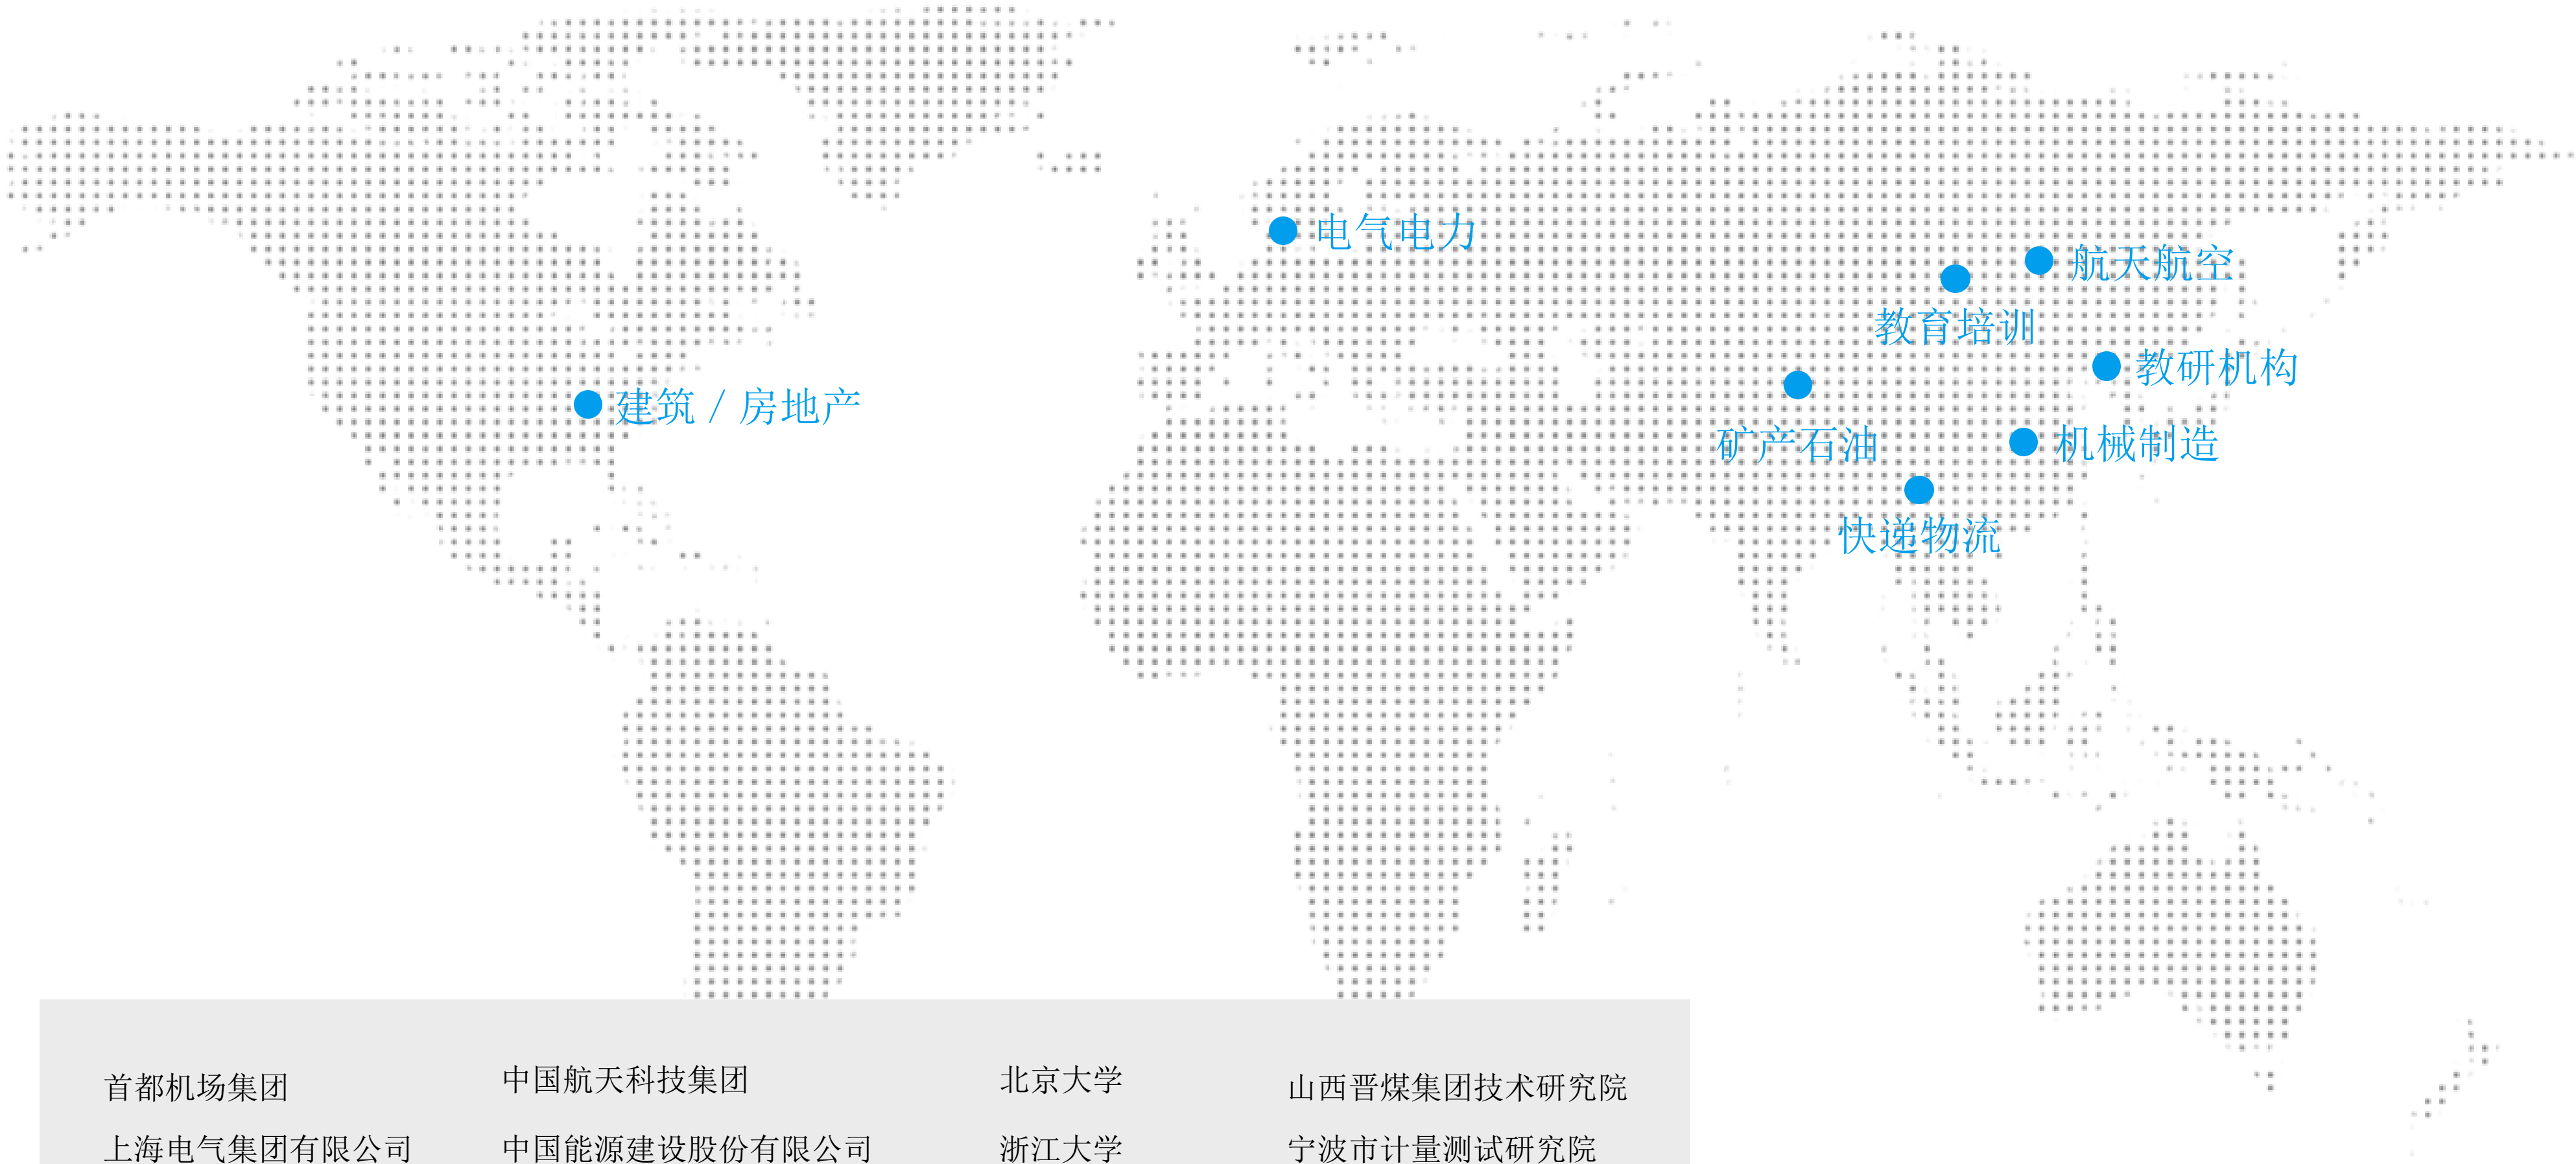 电气电力
航天航空
教育培训
教研机构
建筑 / 房地产
矿产石油
机械制造
快递物流
首都机场集团
中国航天科技集团
北京大学
山西晋煤集团技术研究院
上海电气集团有限公司
中国能源建设股份有限公司
浙江大学
宁波市计量测试研究院